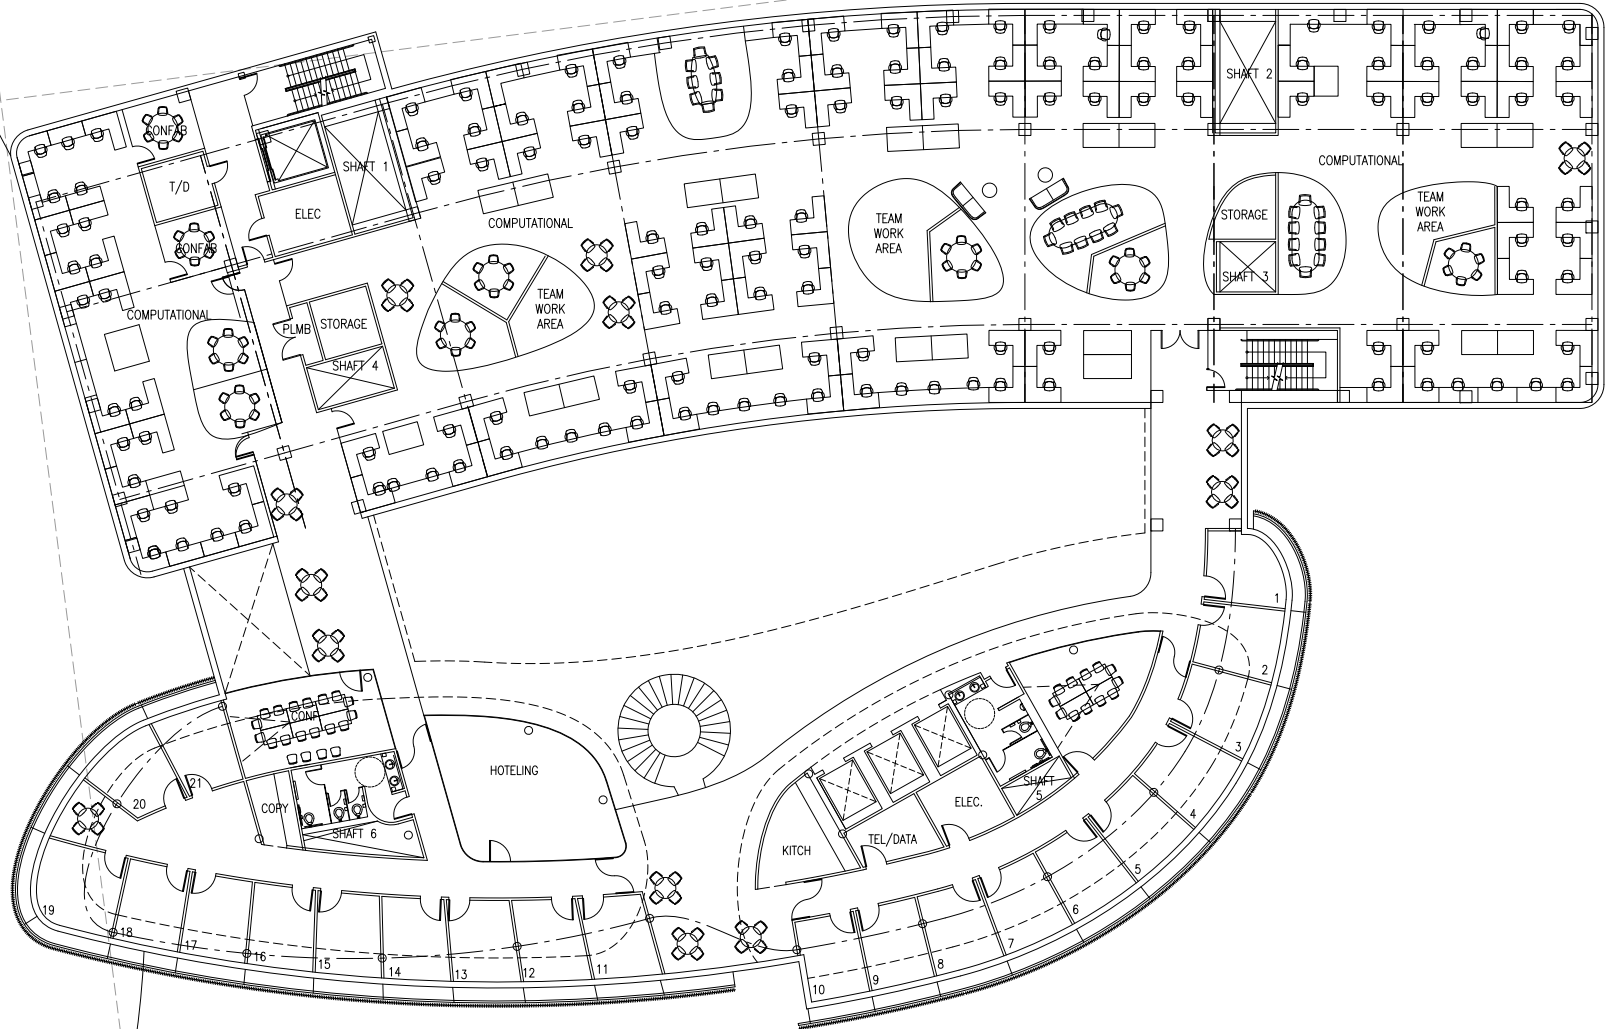 SHAFT 2
CONFAB
COMPUTATIONAL
SHAFT 1
T/D
ELEC
STORAGE
TEAM
WORK
AREA
TEAM
WORK
AREA
COMPUTATIONAL
CONFAB
SHAFT 3
TEAM
WORK
AREA
COMPUTATIONAL
PLMB
STORAGE
SHAFT 4
1
2
CONF
3
HOTELING
21
20
COPY
SHAFT 6
SHAFT
5
ELEC.
4
TEL/DATA
KITCH
5
6
19
18
17
16
15
14
13
12
11
10
9
8
7